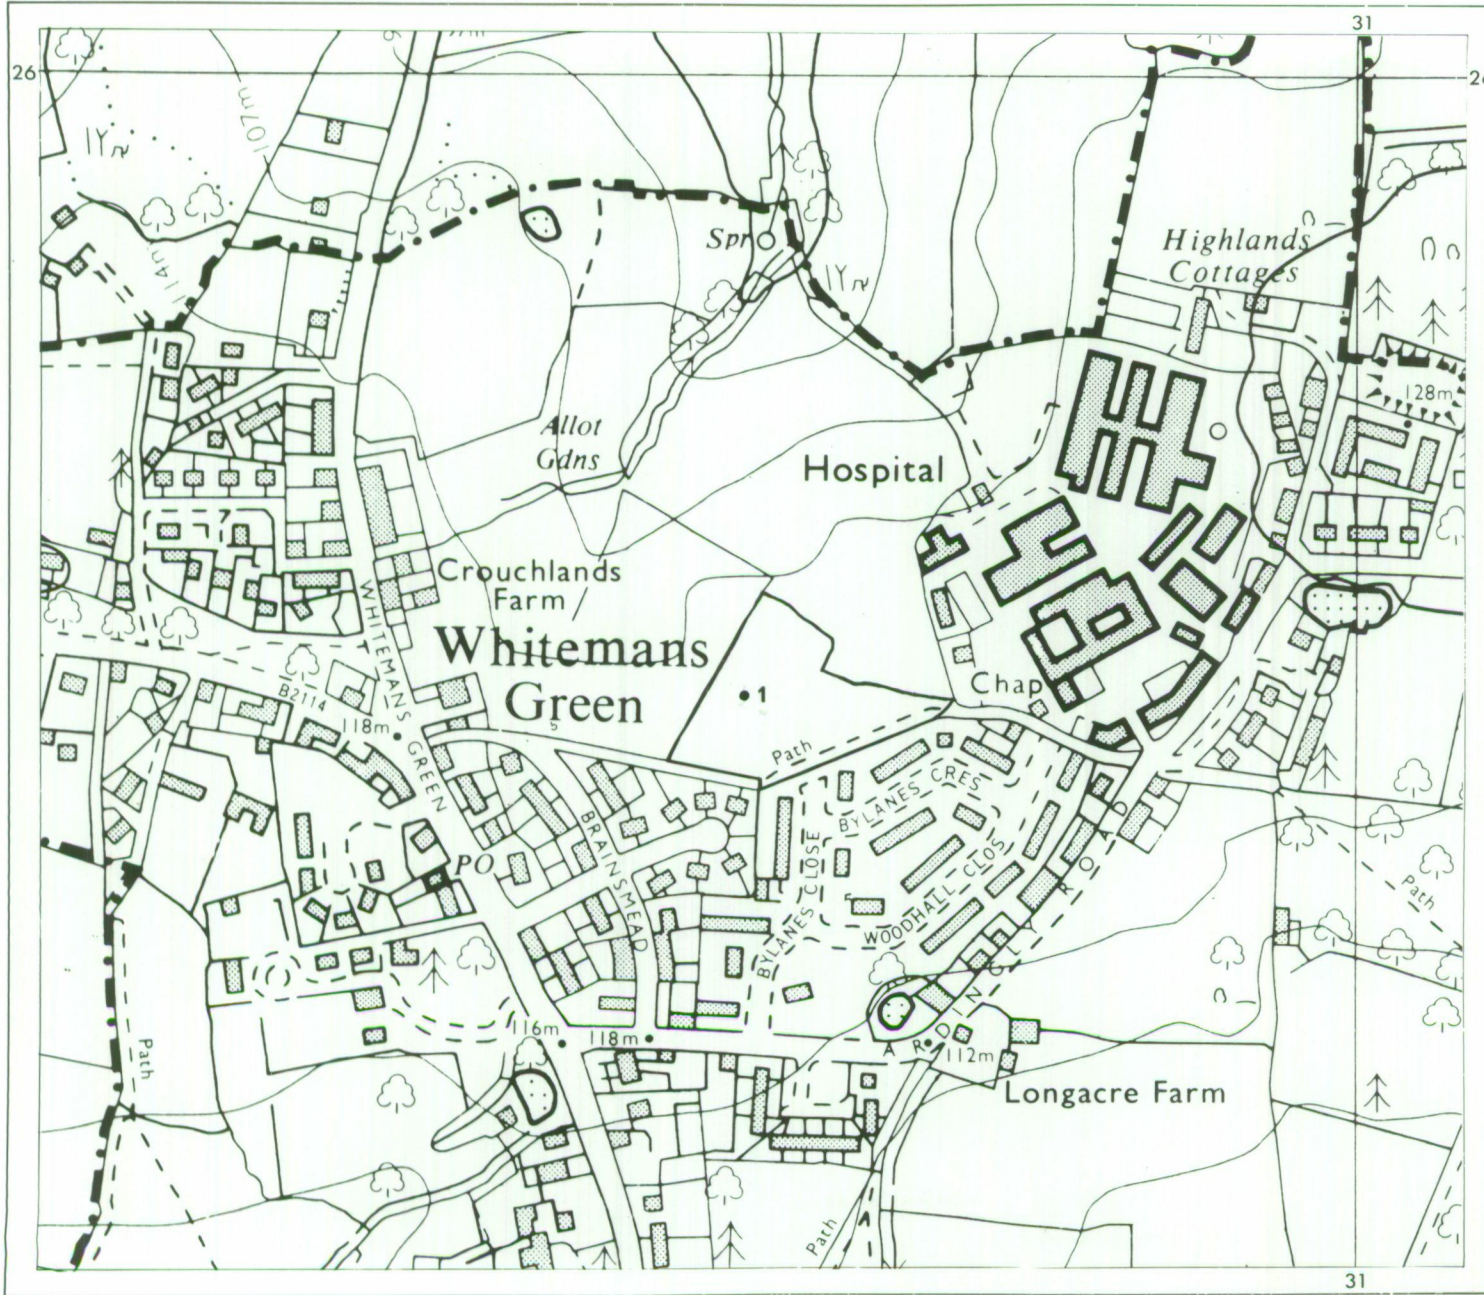 31
26
107m
114m
Spr
Highlands
Cottages
128m
Allot
Gdns
Hospital
Crouchlands
Farm
Whitemans
Green
WHITEMANS GREEN
B2114
118m
1
Chap
Path
BYLANES CRES
BYLANES CLOSE
WOODHALL CLOS
BRAINSMEAD
PO
ARDINGLY ROAD
Path
Path
116m
118m
112m
Longacre Farm
Path
31